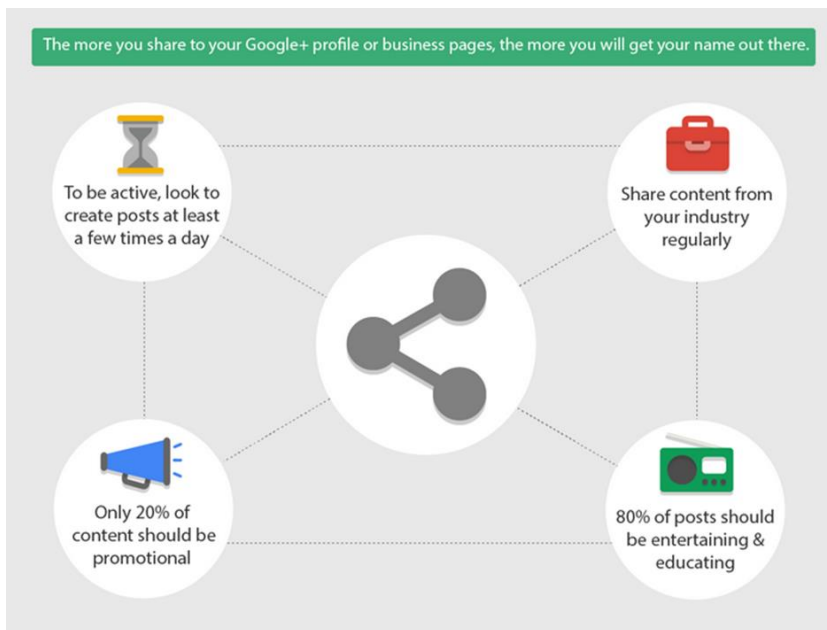 The more you share to your Google+ profile or business pages, the more you will get your name out there.
To be active, look to
create posts at least
a few times a day
Share content from
your industry
regularly
Only 20% of
content should be
promotional
80% of posts should
be entertaining &
educating